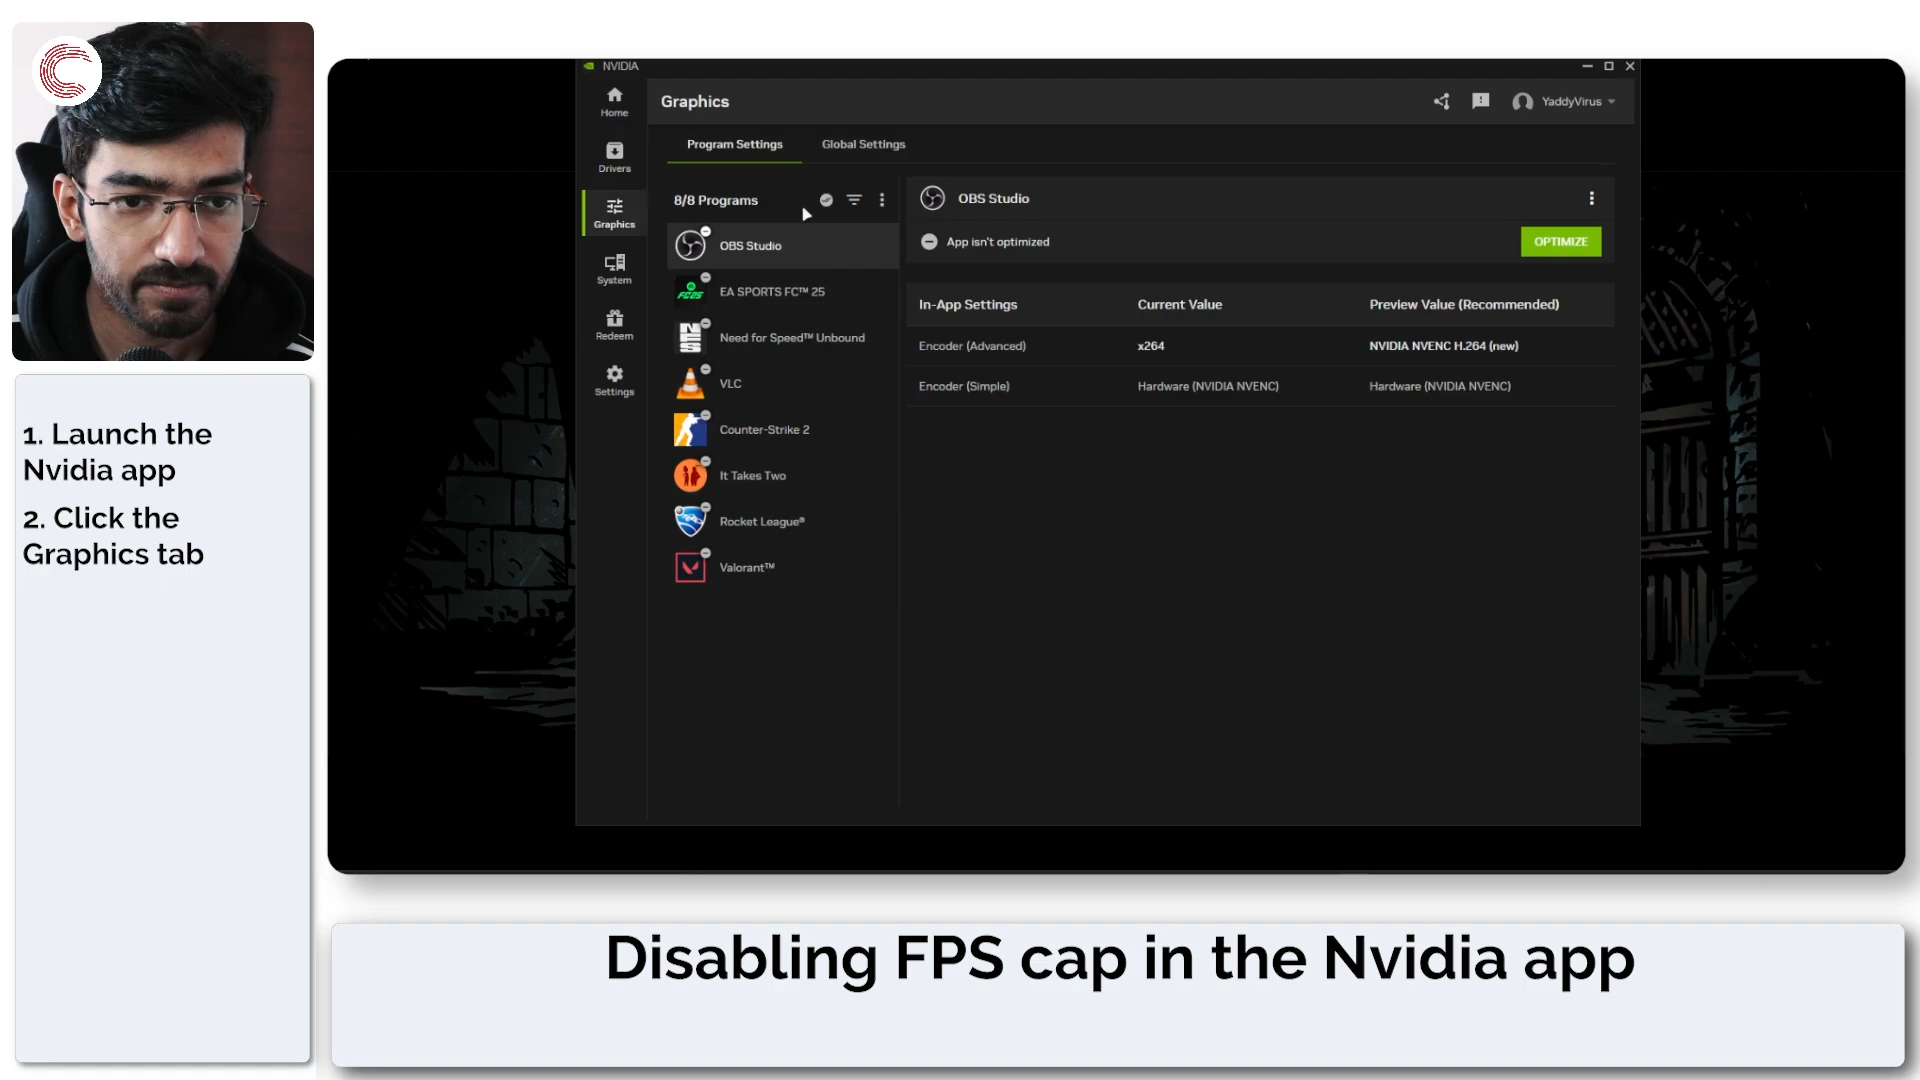 1. Launch the
Nvidia app
2. Click the
Graphics tab
NVIDIA
Home
Drivers
Graphics
System
Redeem
Settings
Graphics
YaddyVirus
Program Settings
Global Settings
8/8 Programs
OBS Studio
EA SPORTS FC™ 25
Need for Speed™ Unbound
VLC
Counter-Strike 2
It Takes Two
Rocket League®
Valorant™
OBS Studio
App isn't optimized
OPTIMIZE
In-App Settings Current Value Preview Value (Recommended)
Encoder (Advanced) x264 NVIDIA NVENC H.264 (new)
Encoder (Simple) Hardware (NVIDIA NVENC) Hardware (NVIDIA NVENC)
Disabling FPS cap in the Nvidia app